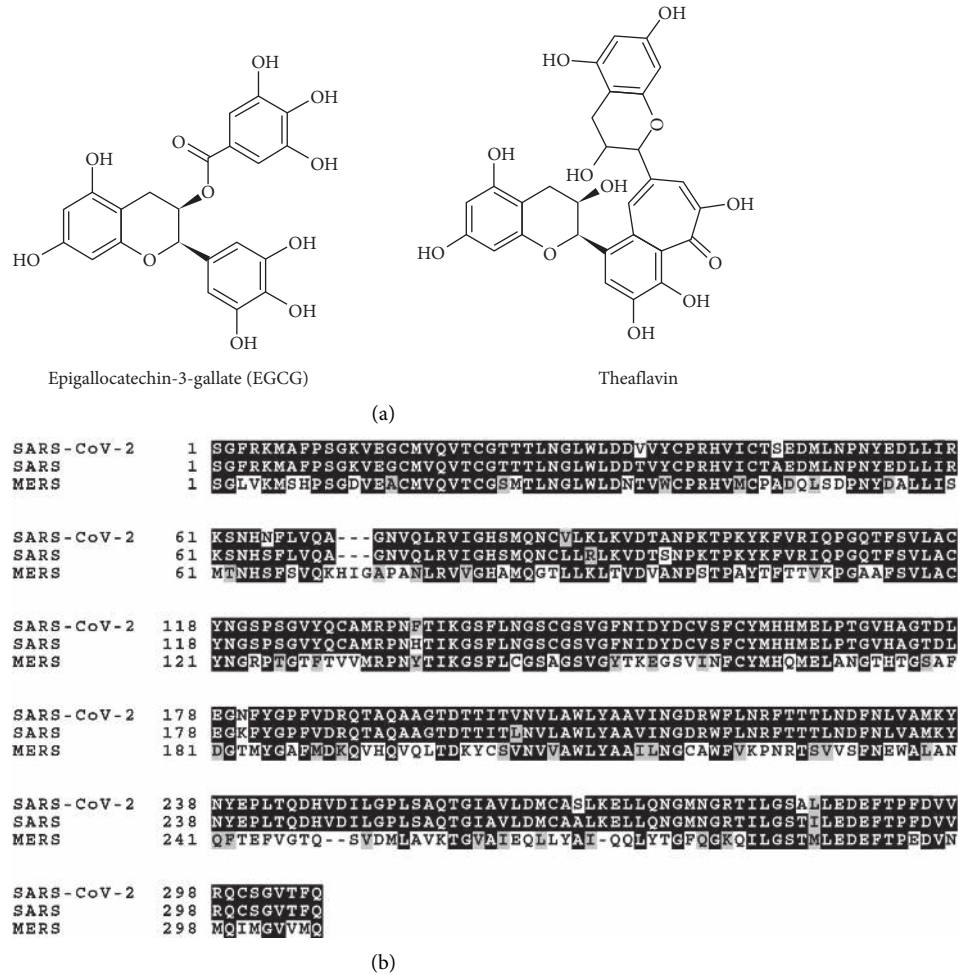 OH
OH
OH
O
O
OH
HO
O
OH
OH
OH
Epigallocatechin-3-gallate (EGCG)
OH
OH
HO
O
HO
OH
OH
HO
O
OH
O
OH
OH
Theaflavin
(a)
SARS-CoV-2 1 SGFRKMAFPSGKVEGCMVQVTCGTTTLNGLWLDDVVYCPRHVICTSEDMLNPNYEDLLIR
SARS 1 SGFRKMAFPSGKVEGCMVQVTCGTTTLNGLWLDDTVYCPRHVICTAEDMLNPNYEDLLIR
MERS 1 SGLVKMSHPSGDVEACMVQVTCGSMTLNGLWLDNTVWCPRHVMCPADQLSDPNYDALLIS
SARS-CoV-2 61 KSNHNFLVQA---GNVQLRVIGHSMQNCVLKLKVDTANPKTPKYKFVRIQPGQTFSVLAC
SARS 61 KSNHSFLVQA---GNVQLRVIGHSMQNCLLRLKVDTSNPKTPKYKFVRIQPGQTFSVLAC
MERS 61 MTNHSFSVQKHIGAPANLRVVGHAMQGTLLKLTVDVANPSTPAYTFTTVKPGAAFSVLAC
SARS-CoV-2 118 YNGSPSGVYQCAMRPNFTIKGSFLNGSCGSVGFNIDYDCVSFCYMHHMELPTGVHAGTDL
SARS 118 YNGSPSGVYQCAMRPNHTIKGSFLNGSCGSVGFNIDYDCVSFCYMHHMELPTGVHAGTDL
MERS 121 YNGRPTGTFTVVMRPNYTIKGSFLCGSAGSVGYTKEGSVINFCYMHQMELANGTHTGSAF
SARS-CoV-2 178 EGNFYGPFVDRQTAQAAGTDTTITVNVLAWLYAAVINGDRWFLNRFTTTLNDFNLVAMKY
SARS 178 EGKFYGPFVDRQTAQAAGTDTTITLNVLAWLYAAVINGDRWFLNRFTTTLNDFNLVAMKY
MERS 181 DGTMYGAFMDKQVHQVQLTDKYCSVNVVAWLYAAILNGCAWFVKPNRTSVVSFNEWALAN
SARS-CoV-2 238 NYEPLTQDHVDILGPLSAQTGIAVLDMCASLKELLQNGMNGRTILGSALLEDEFTPFDVV
SARS 238 NYEPLTQDHVDILGPLSAQTGIAVLDMCAALKELLQNGMNGRTILGSTILEDEFTPFDVV
MERS 241 QFTEFVGTQ--SVDMLAVKTGVAIEQLLYAI-QQLYTGFQGKQILGSTMLEDEFTPEDVN
SARS-CoV-2 298 RQCSGVTFQ
SARS 298 RQCSGVTFQ
MERS 298 MQIMGVVMQ
(b)